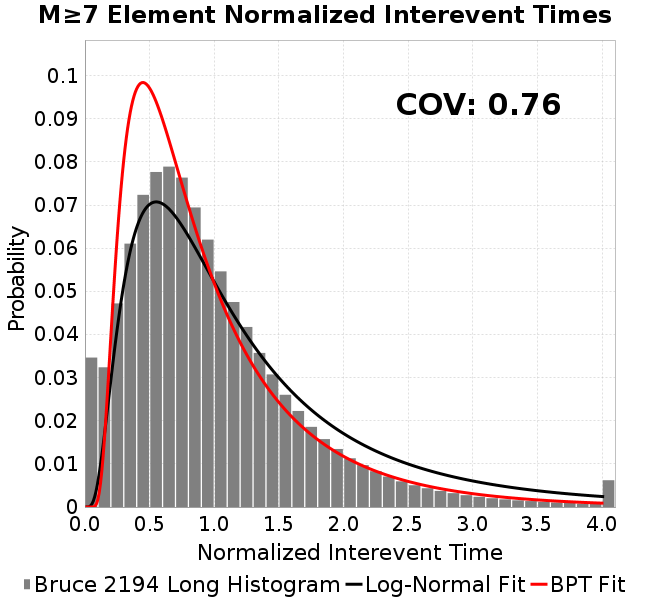 M≥7 Element Normalized Interevent Times
COV: 0.76
Probability
0.1
0.09
0.08
0.07
0.06
0.05
0.04
0.03
0.02
0.01
0
0.0 0.5 1.0 1.5 2.0 2.5 3.0 3.5 4.0
Normalized Interevent Time
Bruce 2194 Long Histogram Log-Normal Fit BPT Fit